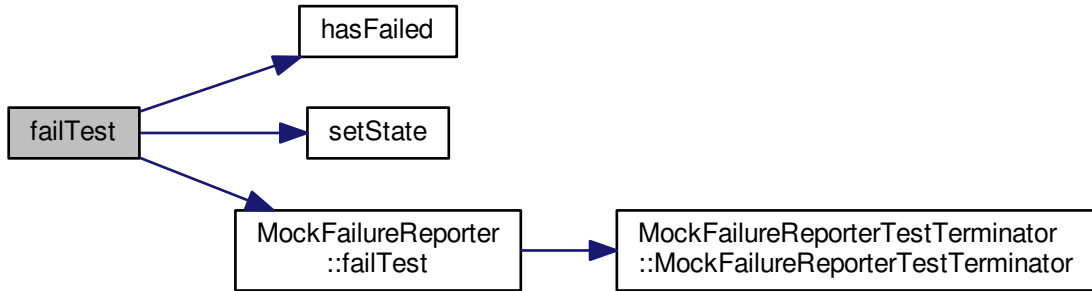 hasFailed
failTest
setState
MockFailureReporter
::failTest
MockFailureReporterTestTerminator
::MockFailureReporterTestTerminator